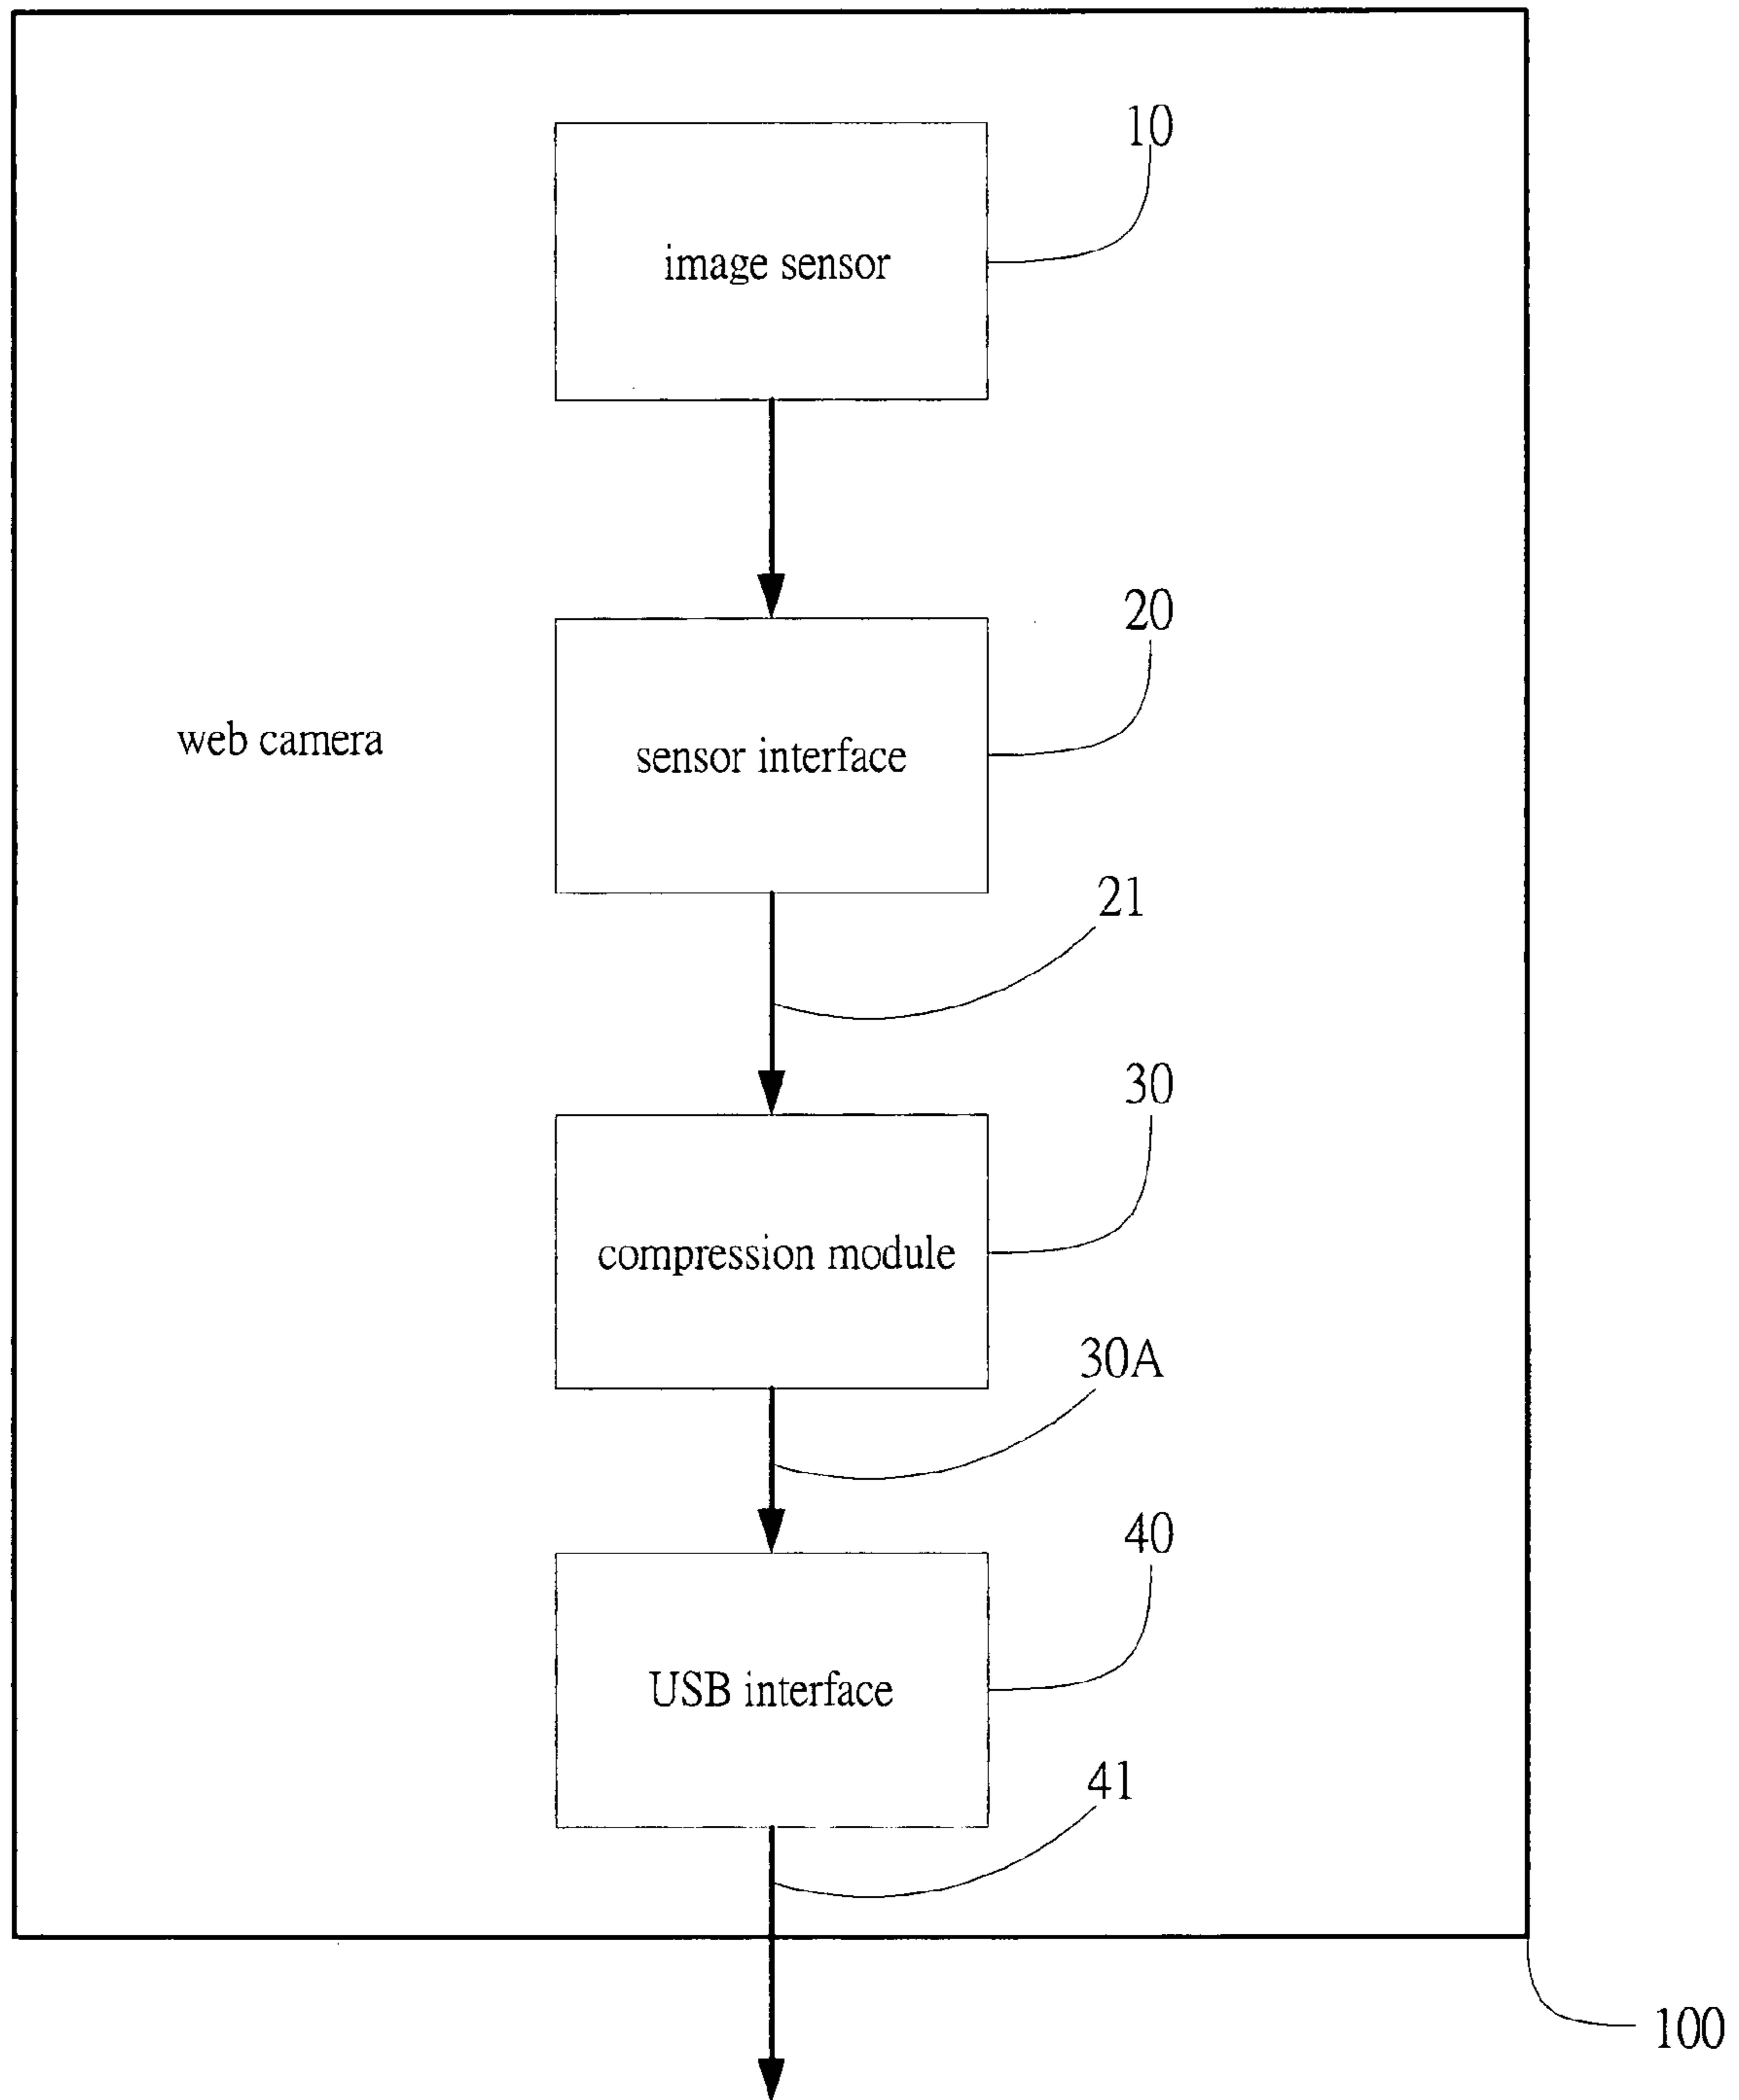 10
image sensor
20
web camera
sensor interface
21
30
compression module
30A
40
USB interface
41
100